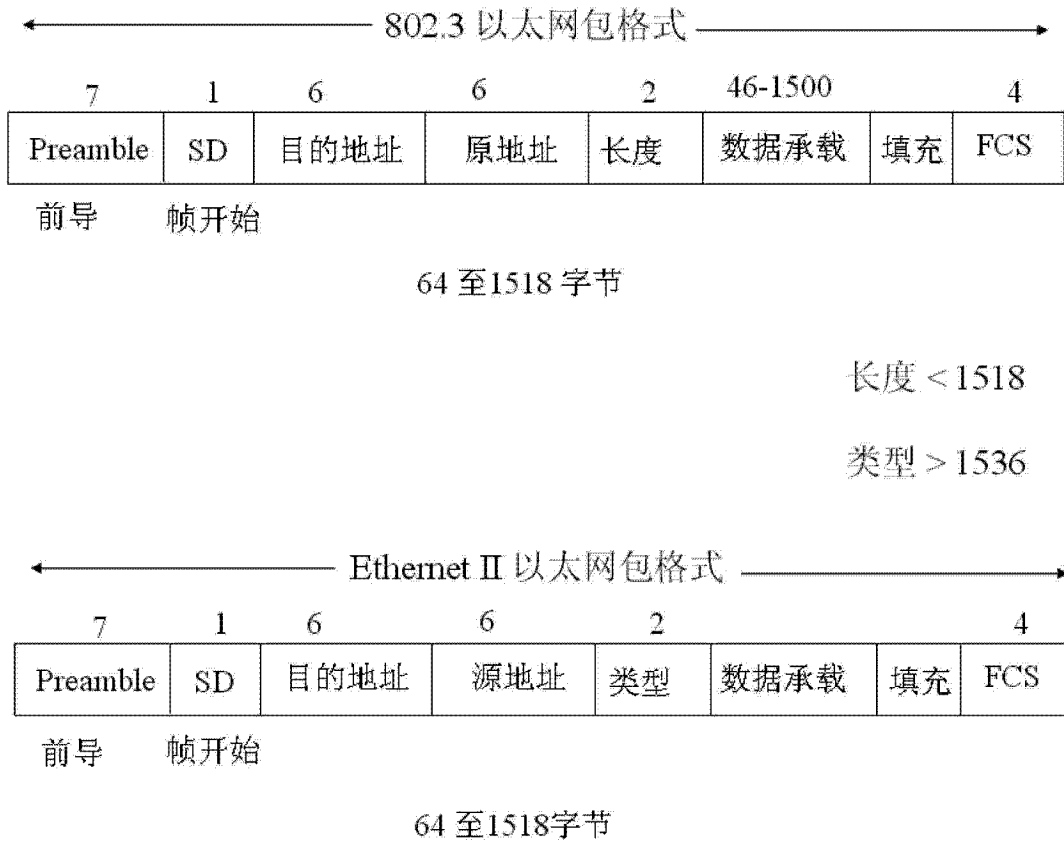 802.3 以太网包格式
7 1 6 6 2 46-1500 4
Preamble SD 目的地址 原地址 长度 数据承载 填充 FCS
前导 帧开始
64 至1518 字节
长度 < 1518
类型 > 1536
Ethernet II 以太网包格式
7 1 6 6 2 4
Preamble SD 目的地址 源地址 类型 数据承载 填充 FCS
前导 帧开始
64 至1518字节